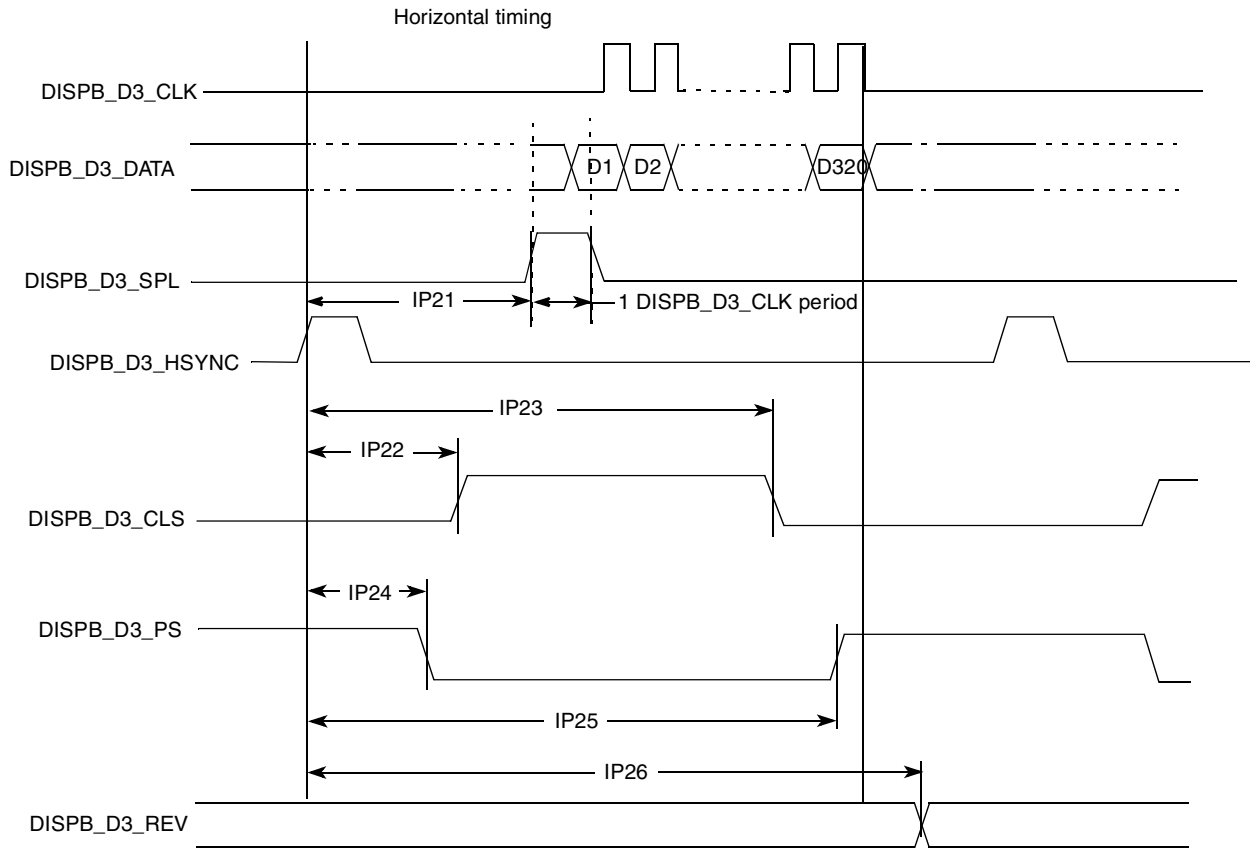 Horizontal timing
DISPB_D3_CLK
DISPB_D3_DATA
D1
D2
D320
DISPB_D3_SPL
IP21
1 DISPB_D3_CLK period
DISPB_D3_HSYNC
IP23
IP22
DISPB_D3_CLS
IP24
DISPB_D3_PS
IP25
IP26
DISPB_D3_REV